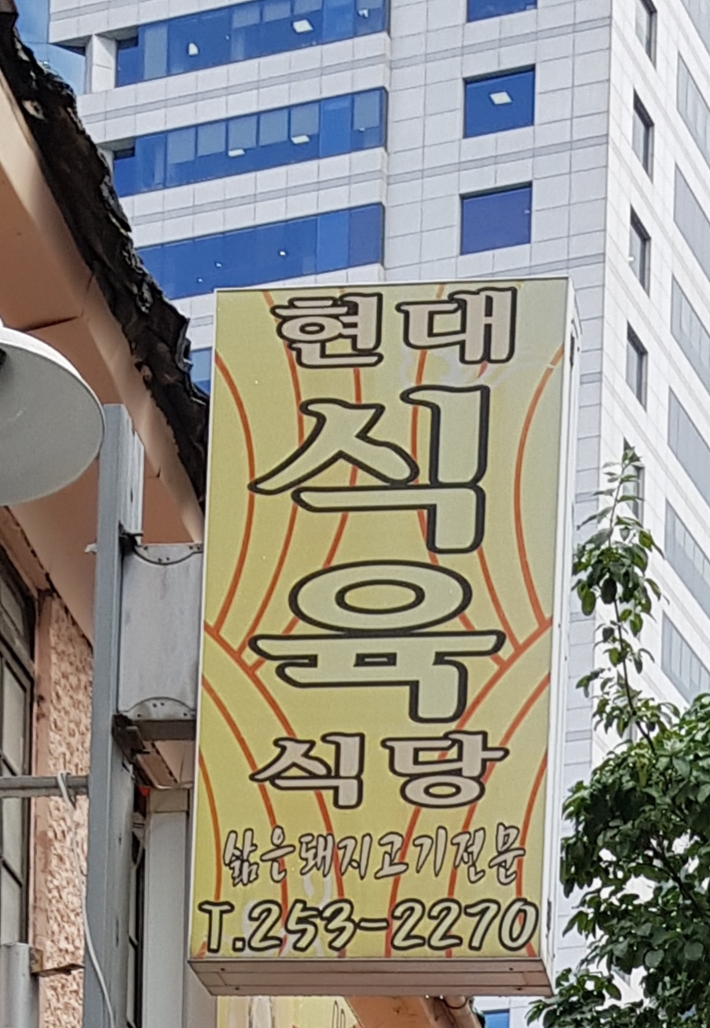 현대
식
육
식당
삶은돼지고기전문
T.253-2270